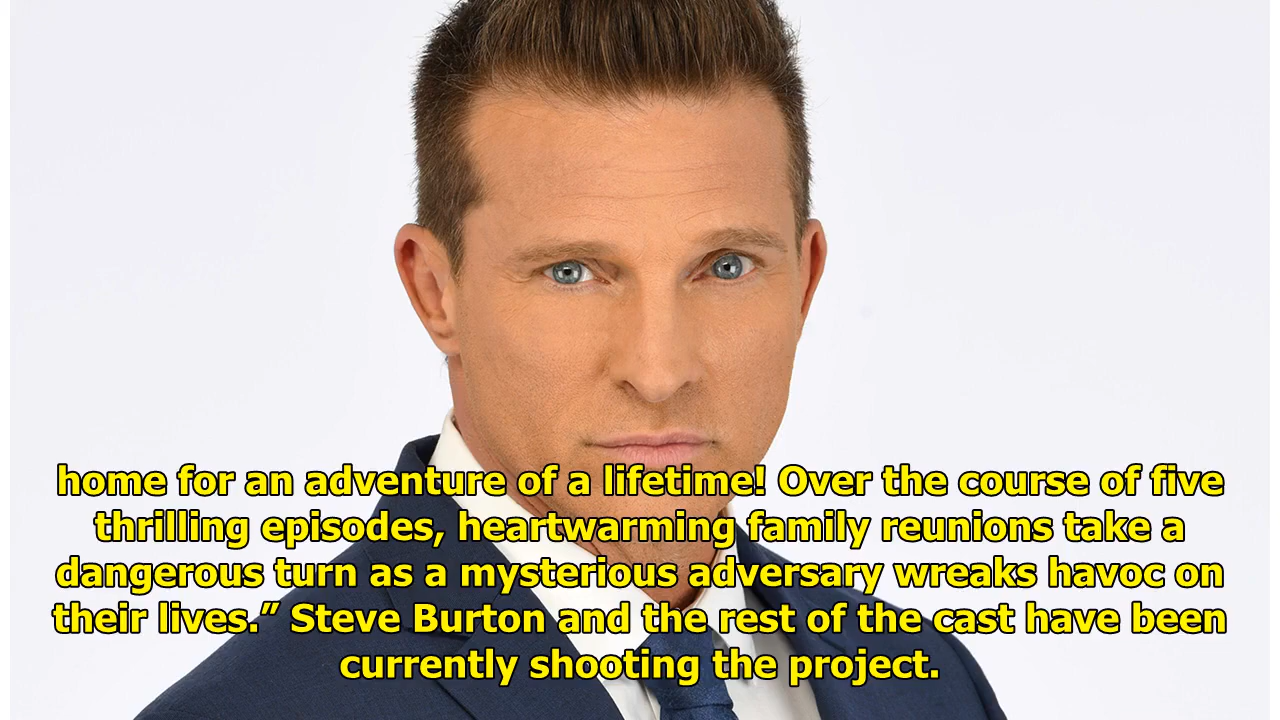 home for an adventure of a lifetime! Over the course of five
thrilling episodes, heartwarming family reunions take a
dangerous turn as a mysterious adversary wreaks havoc on
their lives.” Steve Burton and the rest of the cast have been
currently shooting the project.